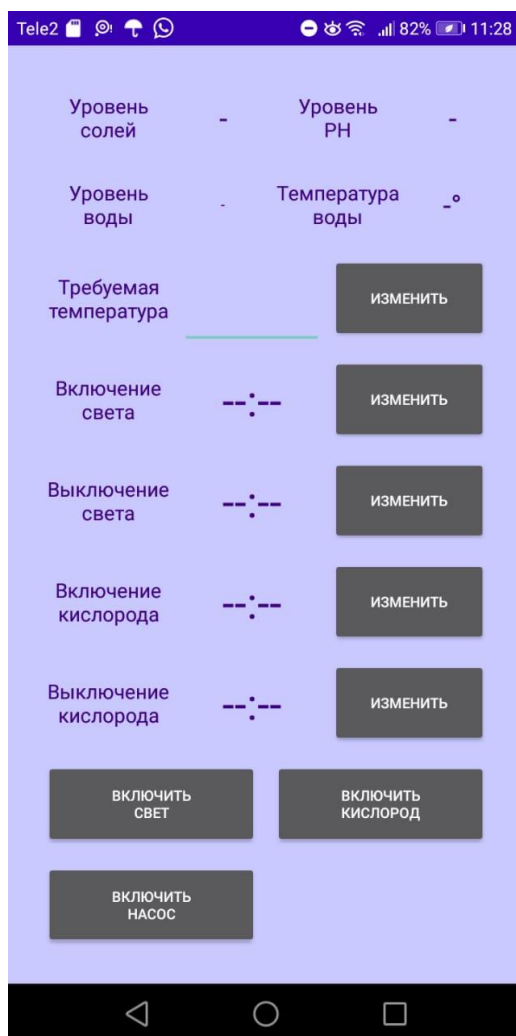 Tele2 82% 11:28
Уровень
солей
-
Уровень
PH
-
Уровень
воды
-
Температура
воды
-°
Требуемая
температура
ИЗМЕНИТЬ
Включение
света
--:--
ИЗМЕНИТЬ
Выключение
света
--:--
ИЗМЕНИТЬ
Включение
кислорода
--:--
ИЗМЕНИТЬ
Выключение
кислорода
--:--
ИЗМЕНИТЬ
ВКЛЮЧИТЬ
СВЕТ
ВКЛЮЧИТЬ
КИСЛОРОД
ВКЛЮЧИТЬ
НАСОС